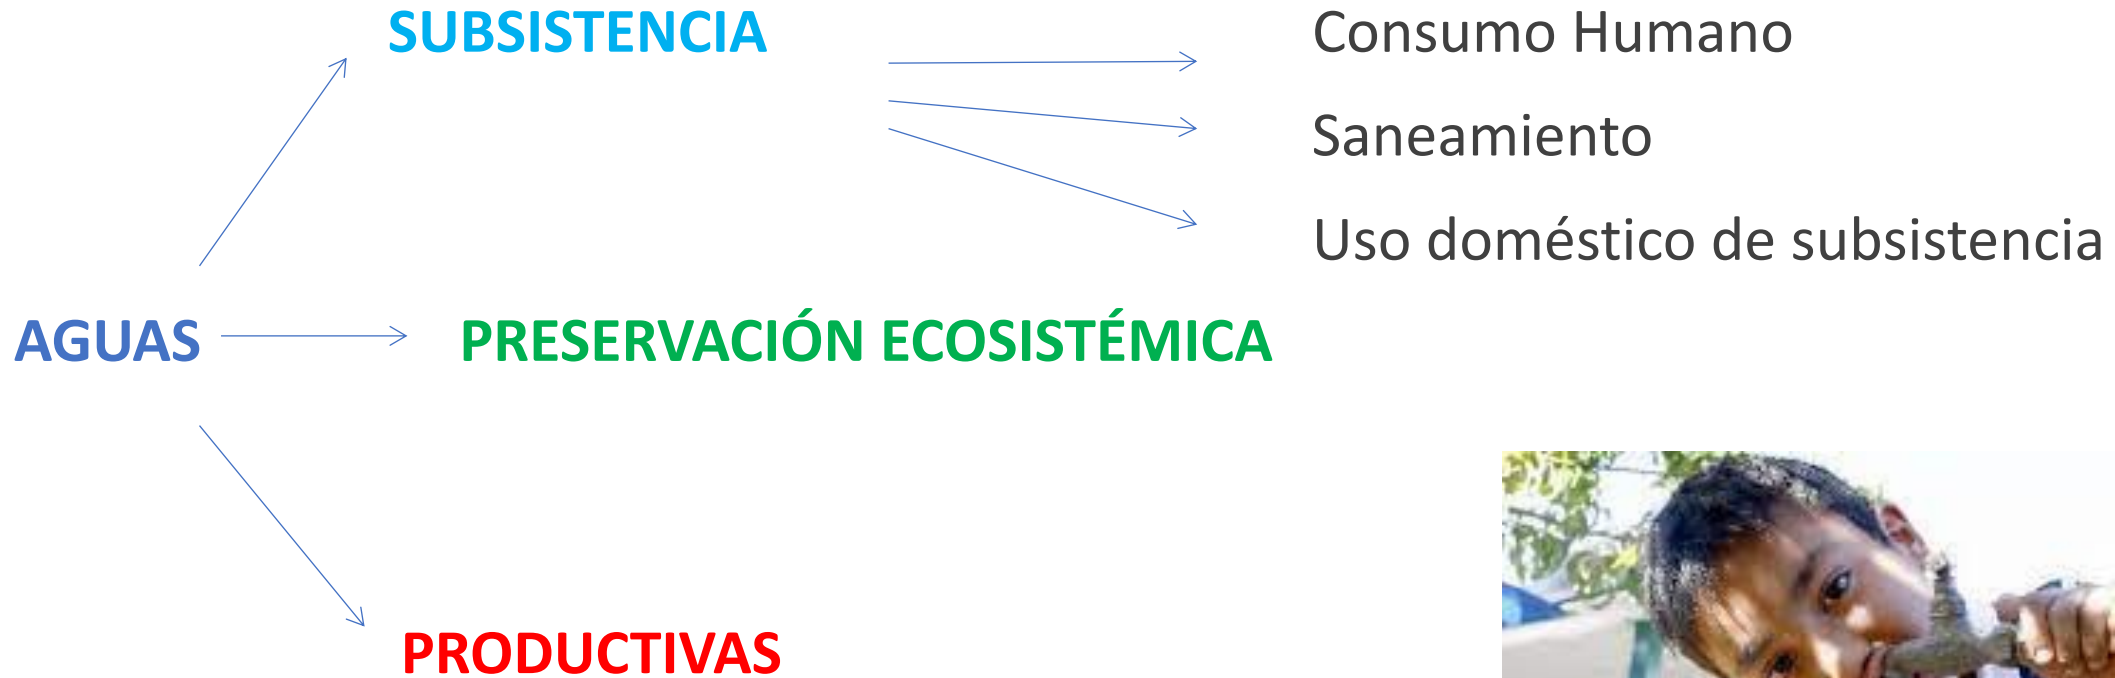 SUBSISTENCIA
Consumo Humano
Saneamiento
Uso doméstico de subsistencia
AGUAS
PRESERVACIÓN ECOSISTÉMICA
PRODUCTIVAS